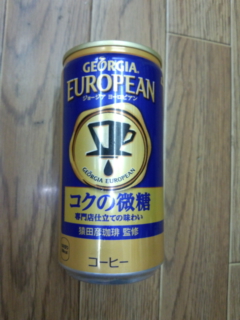 GEORGIA
EUROPEAN
ジョージア ヨーロピアン
GEORGIA EUROPEAN
コクの微糖
専門店仕立ての味わい
猿田彦珈琲 監修
コーヒー